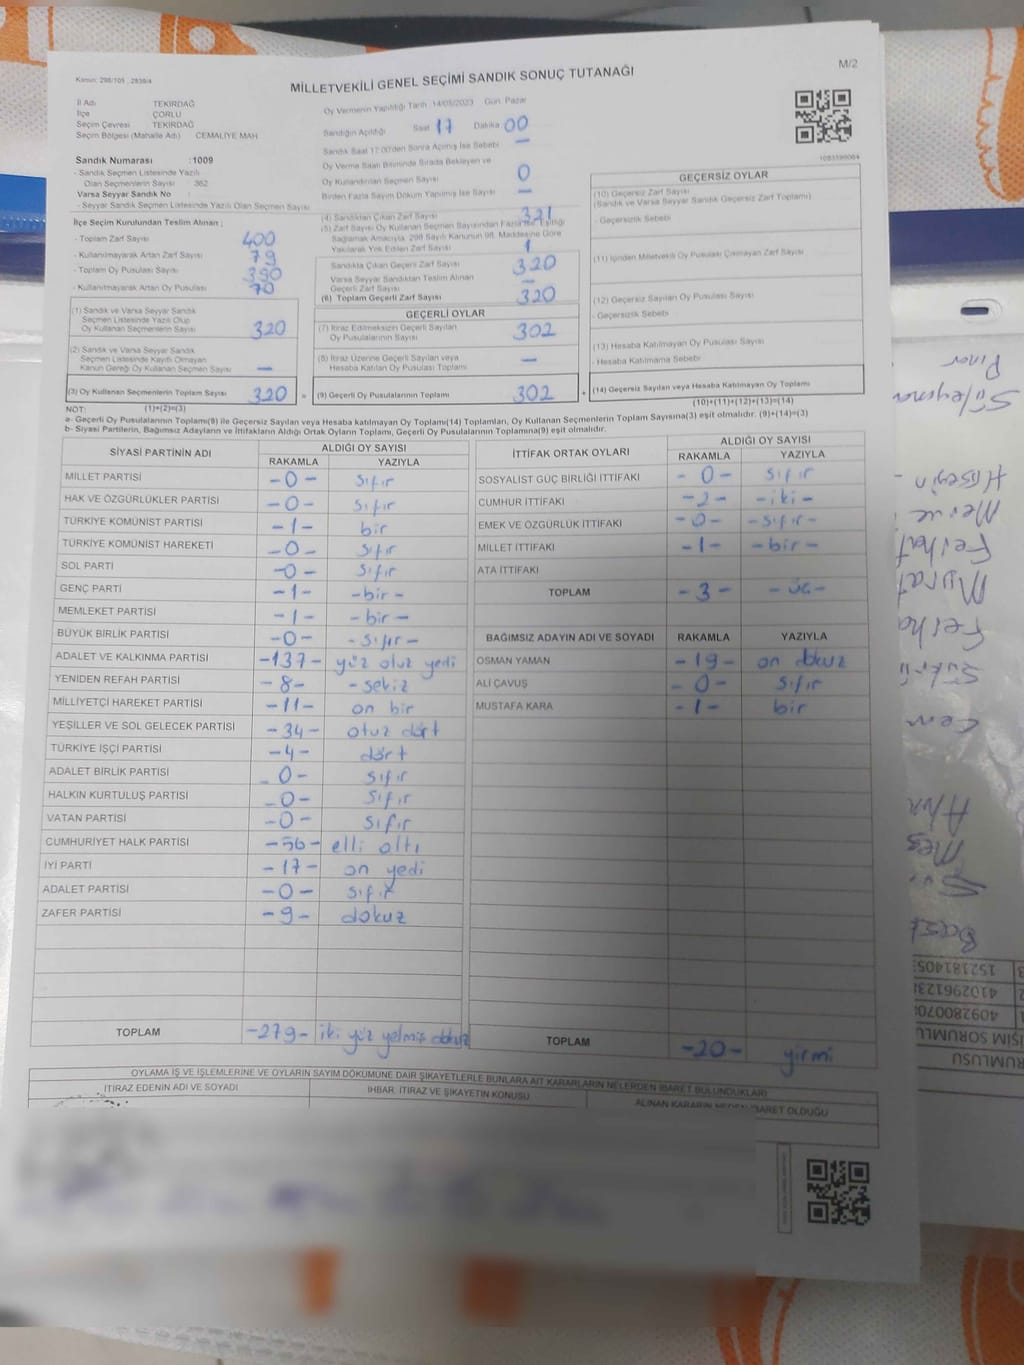 Kanun: 298/105 , 2839/4
MİLLETVEKİLİ GENEL SEÇİMİ SANDIK SONUÇ TUTANAĞI
M/2
İl Adı TEKİRDAĞ
İlçe ÇORLU
Seçim Çevresi TEKİRDAĞ
Seçim Bölgesi (Mahalle Adı) CEMALİYE MAH
Sandık Numarası :1009
- Sandık Seçmen Listesinde Yazılı
Olan Seçmenlerin Sayısı 362
Varsa Seyyar Sandık No :
- Seyyar Sandık Seçmen Listesinde Yazılı Olan Seçmen Sayısı
Oy Vermenin Yapıldığı Tarih 14/05/2023 Gün: Pazar
Sandığın Açıldığı Saat 17 Dakika 00
Sandık Saat 17:00'den Sonra Açılmış İse Sebebi —
Oy Verme Saati Bitiminde Sırada Bekleyen ve
Oy Kullandırılan Seçmen Sayısı 0
Birden Fazla Sayım Döküm Yapılmış İse Sayısı —
İlçe Seçim Kurulundan Teslim Alınan ;
- Toplam Zarf Sayısı 400
- Kullanılmayarak Artan Zarf Sayısı 79
- Toplam Oy Pusulası Sayısı 390
- Kullanılmayarak Artan Oy Pusulası 70
(4) Sandıktan Çıkan Zarf Sayısı 321
(5) Zarf Sayısı Oy Kullanan Seçmen Sayısından Fazla İse, Eşitliği
Sağlamak Amacıyla, 298 Sayılı Kanunun 98. Maddesine Göre
Yakılarak Yok Edilen Zarf Sayısı 1
Sandıkta Çıkan Geçerli Zarf Sayısı 320
Varsa Seyyar Sandıktan Teslim Alınan
Geçerli Zarf Sayısı —
(6) Toplam Geçerli Zarf Sayısı 320
(1) Sandık ve Varsa Seyyar Sandık
Seçmen Listesinde Yazılı Olup
Oy Kullanan Seçmenlerin Sayısı 320
(2) Sandık ve Varsa Seyyar Sandık
Seçmen Listesinde Kayıtlı Olmayan
Kanun Gereği Oy Kullanan Seçmen Sayısı —
(3) Oy Kullanan Seçmenlerin Toplam Sayısı 320 =
GEÇERLİ OYLAR
(7) İtiraz Edilmeksizin Geçerli Sayılan
Oy Pusulasının Sayısı 302
(8) İtiraz Üzerine Geçerli Sayılan veya
Hesaba Katılan Oy Pusulası Toplamı —
(9) Geçerli Oy Pusulalarının Toplamı 302 +
GEÇERSİZ OYLAR
(10) Geçersiz Zarf Sayısı
(Sandık ve Varsa Seyyar Sandık Geçersiz Zarf Toplamı)
- Geçersizlik Sebebi
(11) İçinden Milletvekili Oy Pusulası Çıkmayan Zarf Sayısı
(12) Geçersiz Sayılan Oy Pusulası Sayısı
- Geçersizlik Sebebi
(13) Hesaba Katılmayan Oy Pusulası Sayısı
- Hesaba Katılmama Sebebi
(14) Geçersiz Sayılan veya Hesaba Katılmayan Oy Toplamı
(10)+(11)+(12)+(13)=(14)
NOT: (1)+(2)=(3)
a- Geçerli Oy Pusulalarının Toplamı(9) ile Geçersiz Sayılan veya Hesaba katılmayan Oy Toplamı(14) Toplamları, Oy Kullanan Seçmenlerin Toplam Sayısına(3) eşit olmalıdır. (9)+(14)=(3)
b- Siyasi Partilerin, Bağımsız Adayların ve İttifakların Aldığı Ortak Oyların Toplamı, Geçerli Oy Pusulalarının Toplamına(9) eşit olmalıdır.
SİYASİ PARTİNİN ADI ALDIĞI OY SAYISI
RAKAMLA YAZIYLA
MİLLET PARTİSİ -0- sıfır
HAK VE ÖZGÜRLÜKLER PARTİSİ -0- sıfır
TÜRKİYE KOMÜNİST PARTİSİ -1- bir
TÜRKİYE KOMÜNİST HAREKETİ -0- sıfır
SOL PARTİ -0- sıfır
GENÇ PARTİ -1- -bir-
MEMLEKET PARTİSİ -1- -bir-
BÜYÜK BİRLİK PARTİSİ -0- -sıfır-
ADALET VE KALKINMA PARTİSİ -137- yüz otuz yedi
YENİDEN REFAH PARTİSİ -8- -sekiz
MİLLİYETÇİ HAREKET PARTİSİ -11- on bir
YEŞİLLER VE SOL GELECEK PARTİSİ -34- otuz dört
TÜRKİYE İŞÇİ PARTİSİ -4- dört
ADALET BİRLİK PARTİSİ -0- sıfır
HALKIN KURTULUŞ PARTİSİ -0- sıfır
VATAN PARTİSİ -0- sıfır
CUMHURİYET HALK PARTİSİ -56- elli altı
İYİ PARTİ -17- on yedi
ADALET PARTİSİ -0- sıfır
ZAFER PARTİSİ -9- dokuz
TOPLAM -279- iki yüz yetmiş dokuz
İTTİFAK ORTAK OYLARI ALDIĞI OY SAYISI
RAKAMLA YAZIYLA
SOSYALİST GÜÇ BİRLİĞİ İTTİFAKI -0- sıfır
CUMHUR İTTİFAKI -2- -iki-
EMEK VE ÖZGÜRLÜK İTTİFAKI -0- -sıfır-
MİLLET İTTİFAKI -1- -bir-
ATA İTTİFAKI
TOPLAM -3- -üç-
BAĞIMSIZ ADAYIN ADI VE SOYADI RAKAMLA YAZIYLA
OSMAN YAMAN -19- on dokuz
ALİ ÇAVUŞ -0- sıfır
MUSTAFA KARA -1- bir
TOPLAM -20- yirmi
OYLAMA İŞ VE İŞLEMLERİNE VE OYLARIN SAYIM DÖKÜMÜNE DAİR ŞİKAYETLERLE BUNLARA AİT KARARLARIN NELERDEN İBARET BULUNDUKLARI
İTİRAZ EDENİN ADI VE SOYADI İHBAR, İTİRAZ VE ŞİKAYETİN KONUSU ALINAN KARARIN NEDEN İBARET OLDUĞU
Pınar
Süleyman
Hüseyin -
Merve
Ferhat
Murat
Cem